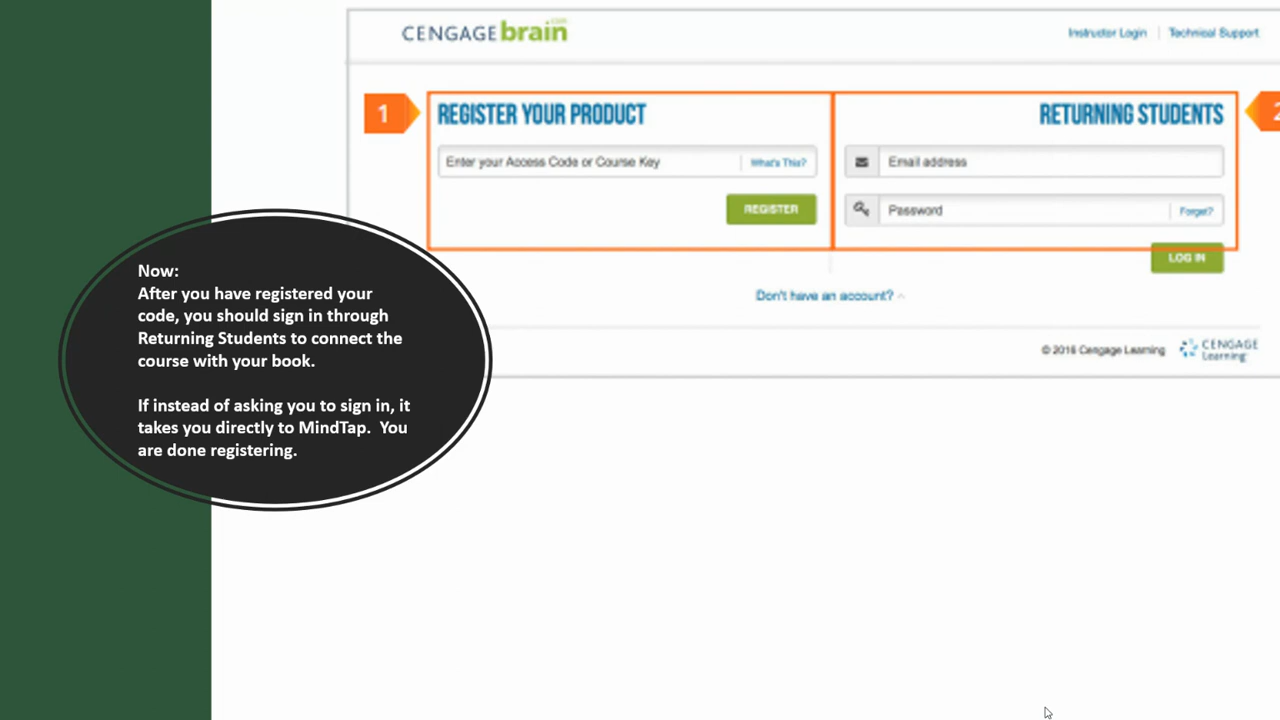 CENGAGEbrain.com
Instructor Login | Technical Support
1
REGISTER YOUR PRODUCT
Enter your Access Code or Course Key
What's This?
REGISTER
RETURNING STUDENTS
2
Email address
Password
Forgot?
LOG IN
Don't have an account?
© 2016 Cengage Learning
CENGAGE
Learning
Now:
After you have registered your
code, you should sign in through
Returning Students to connect the
course with your book.
If instead of asking you to sign in, it
takes you directly to MindTap.  You
are done registering.